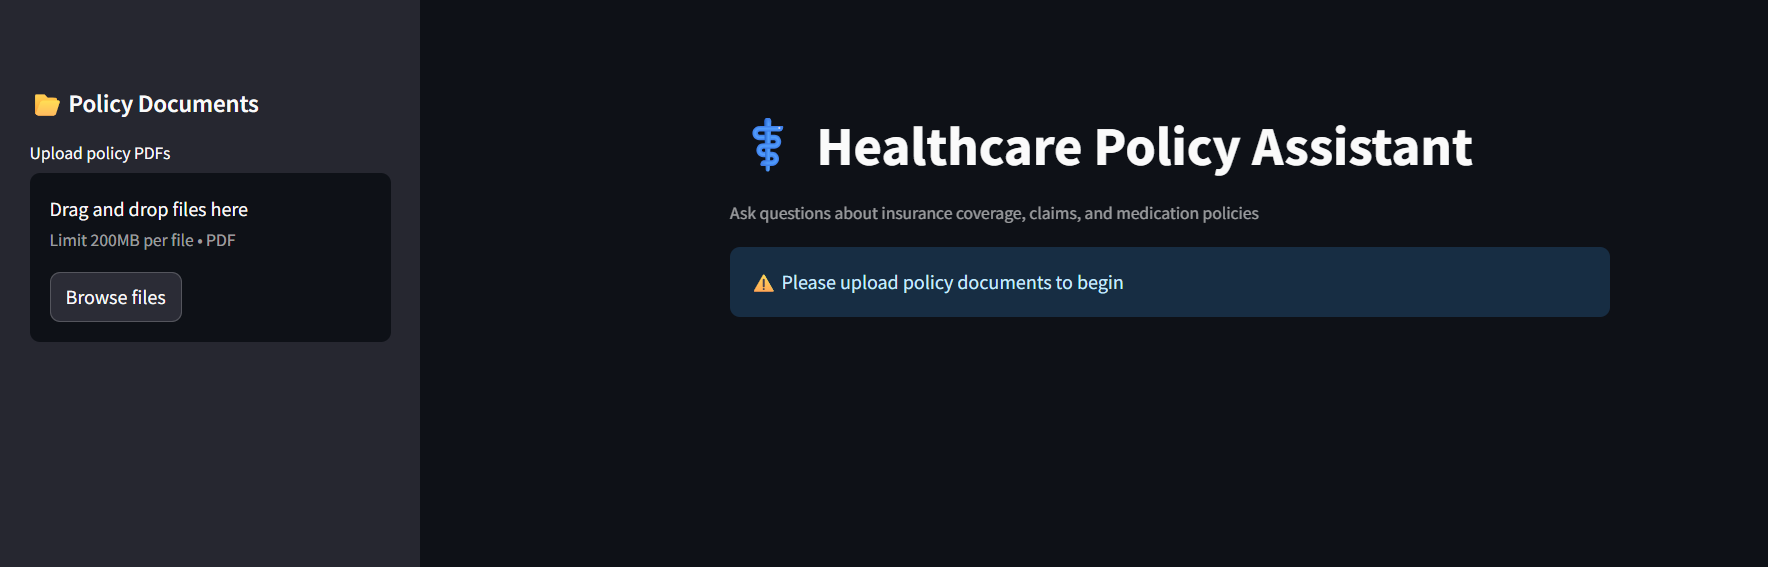 Policy Documents
Upload policy PDFs
Drag and drop files here
Limit 200MB per file • PDF
Browse files
Healthcare Policy Assistant
Ask questions about insurance coverage, claims, and medication policies
Please upload policy documents to begin